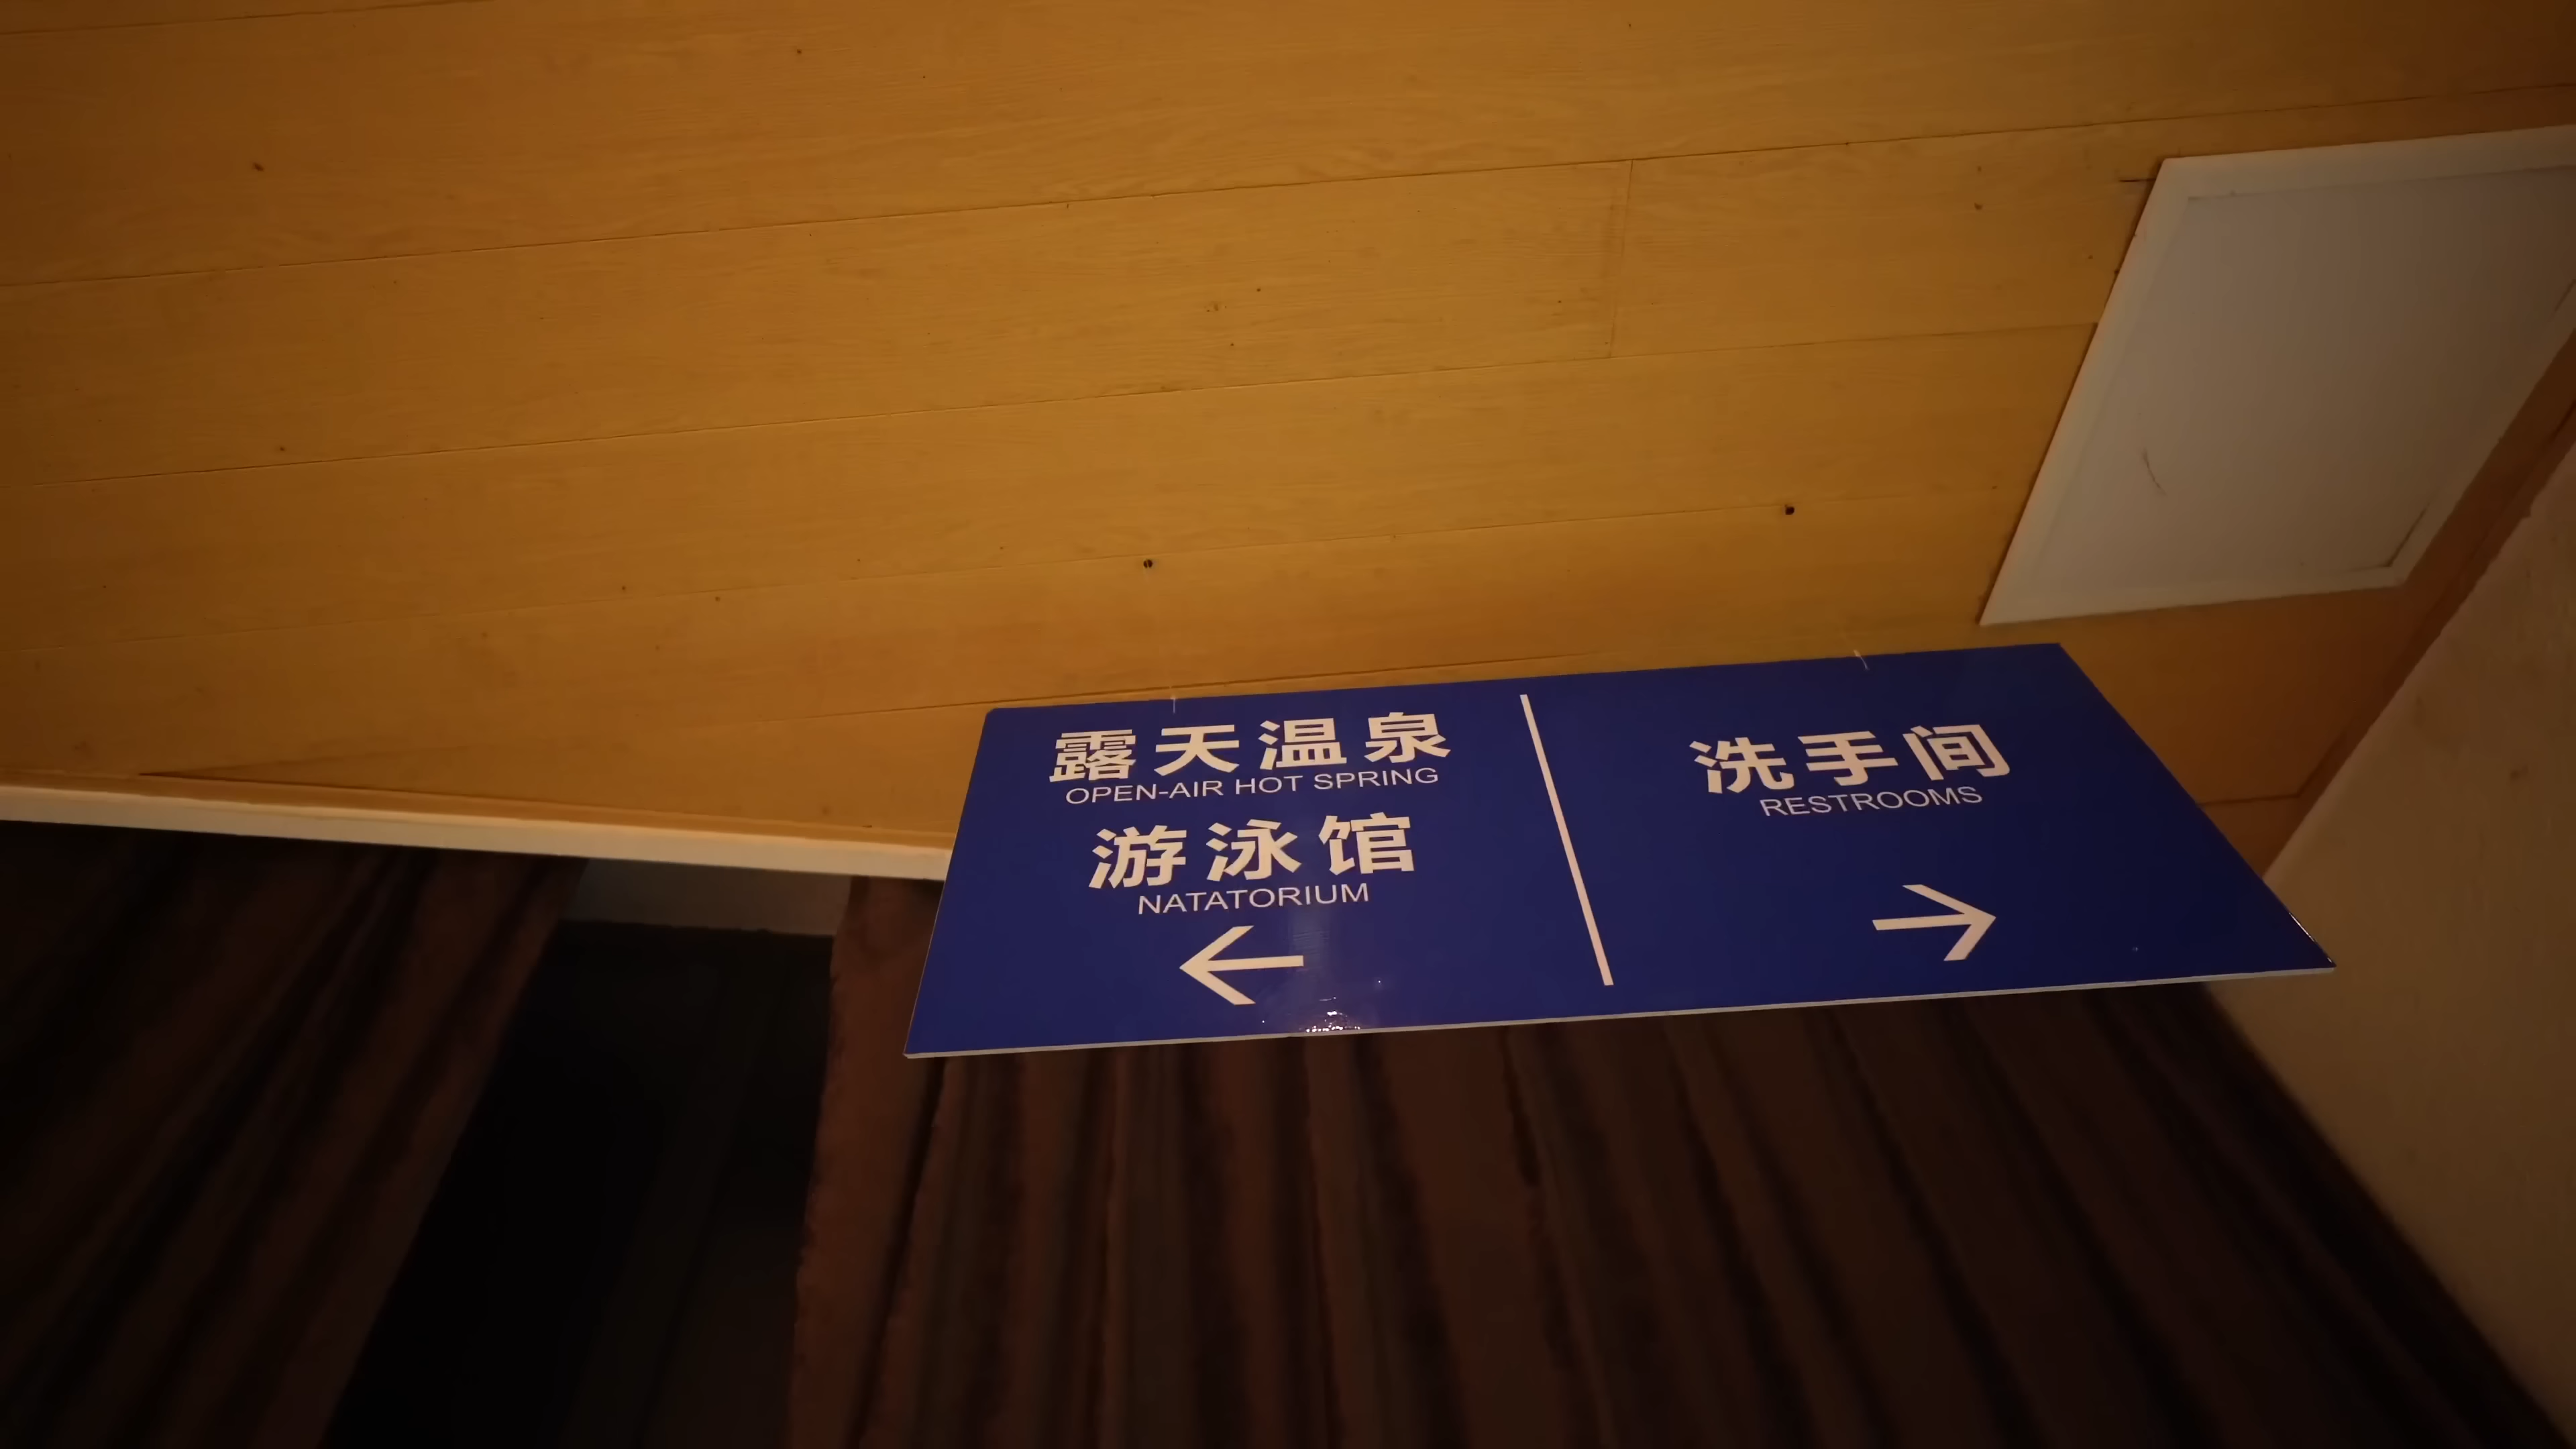 露天温泉
OPEN-AIR HOT SPRING
游泳馆
NATATORIUM
←
洗手间
RESTROOMS
→